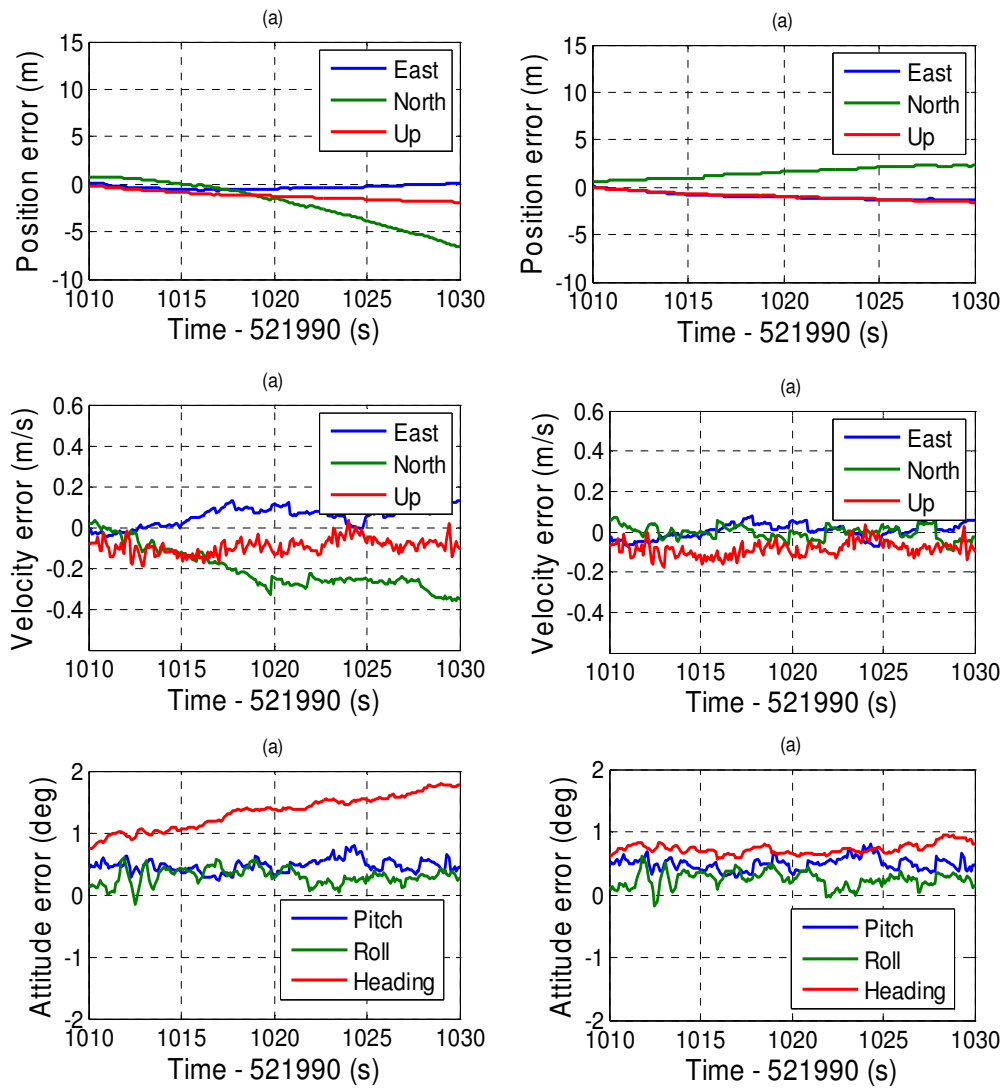 (a)
15
10
5
0
-5
-10
Position error (m)
East
North
Up
1010 1015 1020 1025 1030
Time - 521990 (s)
(a)
15
10
5
0
-5
-10
Position error (m)
East
North
Up
1010 1015 1020 1025 1030
Time - 521990 (s)
(a)
0.6
0.4
0.2
0
-0.2
-0.4
Velocity error (m/s)
East
North
Up
1010 1015 1020 1025 1030
Time - 521990 (s)
(a)
0.6
0.4
0.2
0
-0.2
-0.4
Velocity error (m/s)
East
North
Up
1010 1015 1020 1025 1030
Time - 521990 (s)
(a)
2
1
0
-1
-2
Attitude error (deg)
Pitch
Roll
Heading
1010 1015 1020 1025 1030
Time - 521990 (s)
(a)
2
1
0
-1
-2
Attitude error (deg)
Pitch
Roll
Heading
1010 1015 1020 1025 1030
Time - 521990 (s)